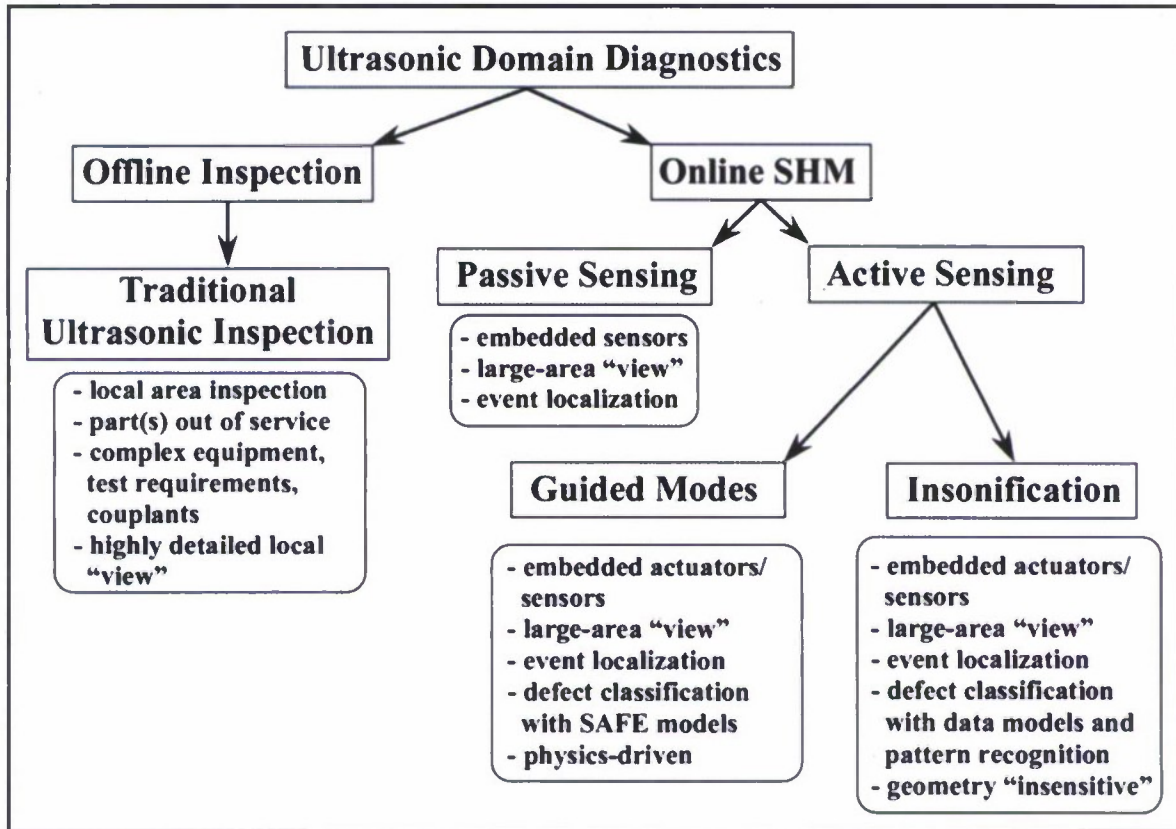 Ultrasonic Domain Diagnostics
Offline Inspection
Online SHM
Traditional
Ultrasonic Inspection
- local area inspection
- part(s) out of service
- complex equipment,
test requirements,
couplants
- highly detailed local
“view”
Passive Sensing
- embedded sensors
- large-area “view”
- event localization
Active Sensing
Guided Modes
- embedded actuators/
sensors
- large-area “view”
- event localization
- defect classification
with SAFE models
- physics-driven
Insonification
- embedded actuators/
sensors
- large-area “view”
- event localization
- defect classification
with data models and
pattern recognition
- geometry “insensitive”